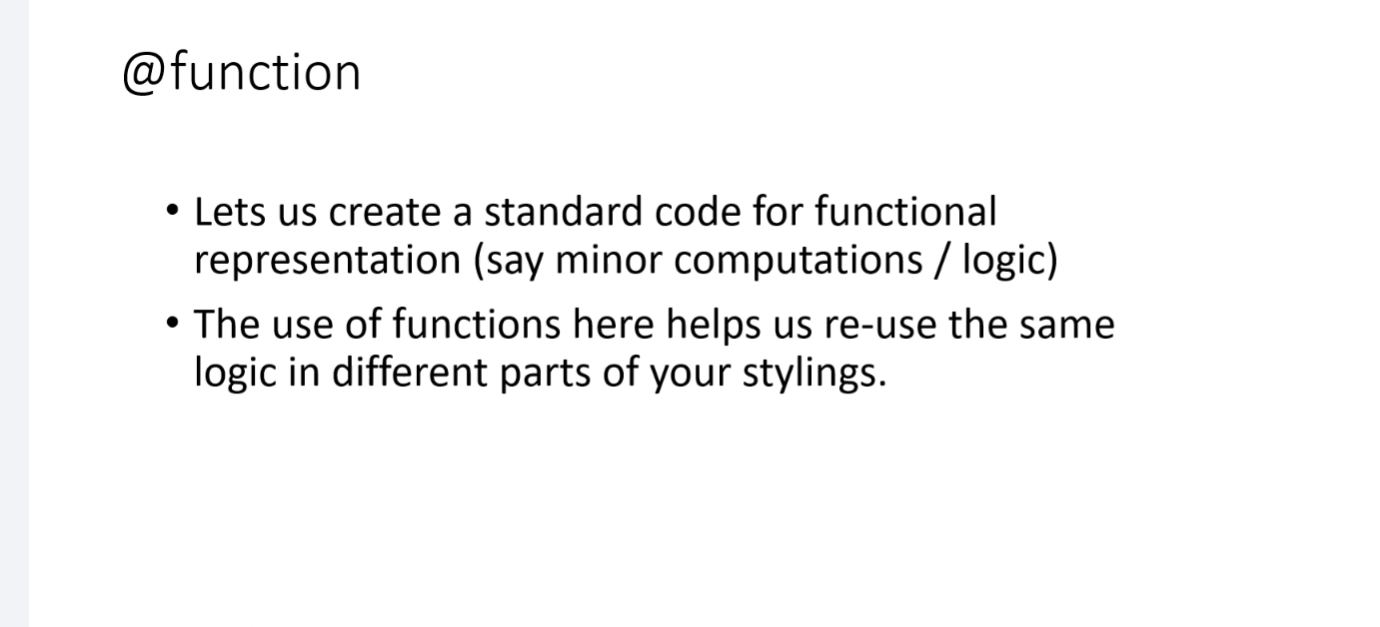 @function
• Lets us create a standard code for functional
representation (say minor computations / logic)
• The use of functions here helps us re-use the same
logic in different parts of your stylings.